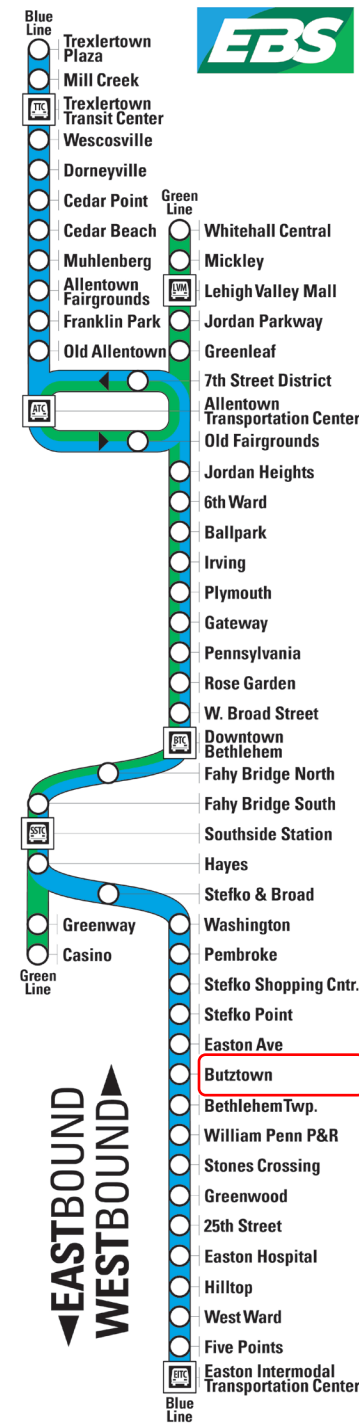 Blue
Line
EBS
Trexlertown
Plaza
Mill Creek
TTC
Trexlertown
Transit Center
Wescosville
Dorneyville
Cedar Point
Green
Line
Cedar Beach
Whitehall Central
Muhlenberg
Mickley
Allentown
Fairgrounds
LVM
Lehigh Valley Mall
Franklin Park
Jordan Parkway
Old Allentown
Greenleaf
7th Street District
ATC
Allentown
Transportation Center
Old Fairgrounds
Jordan Heights
6th Ward
Ballpark
Irving
Plymouth
Gateway
Pennsylvania
Rose Garden
W. Broad Street
BTC
Downtown
Bethlehem
Fahy Bridge North
Fahy Bridge South
SSTC
Southside Station
Hayes
Stefko & Broad
Greenway
Washington
Casino
Pembroke
Green
Line
Stefko Shopping Cntr.
Stefko Point
Easton Ave
Butztown
Bethlehem Twp.
William Penn P&R
Stones Crossing
Greenwood
25th Street
Easton Hospital
Hilltop
West Ward
Five Points
EASTBOUND
WESTBOUND
EITC
Easton Intermodal
Transportation Center
Blue
Line